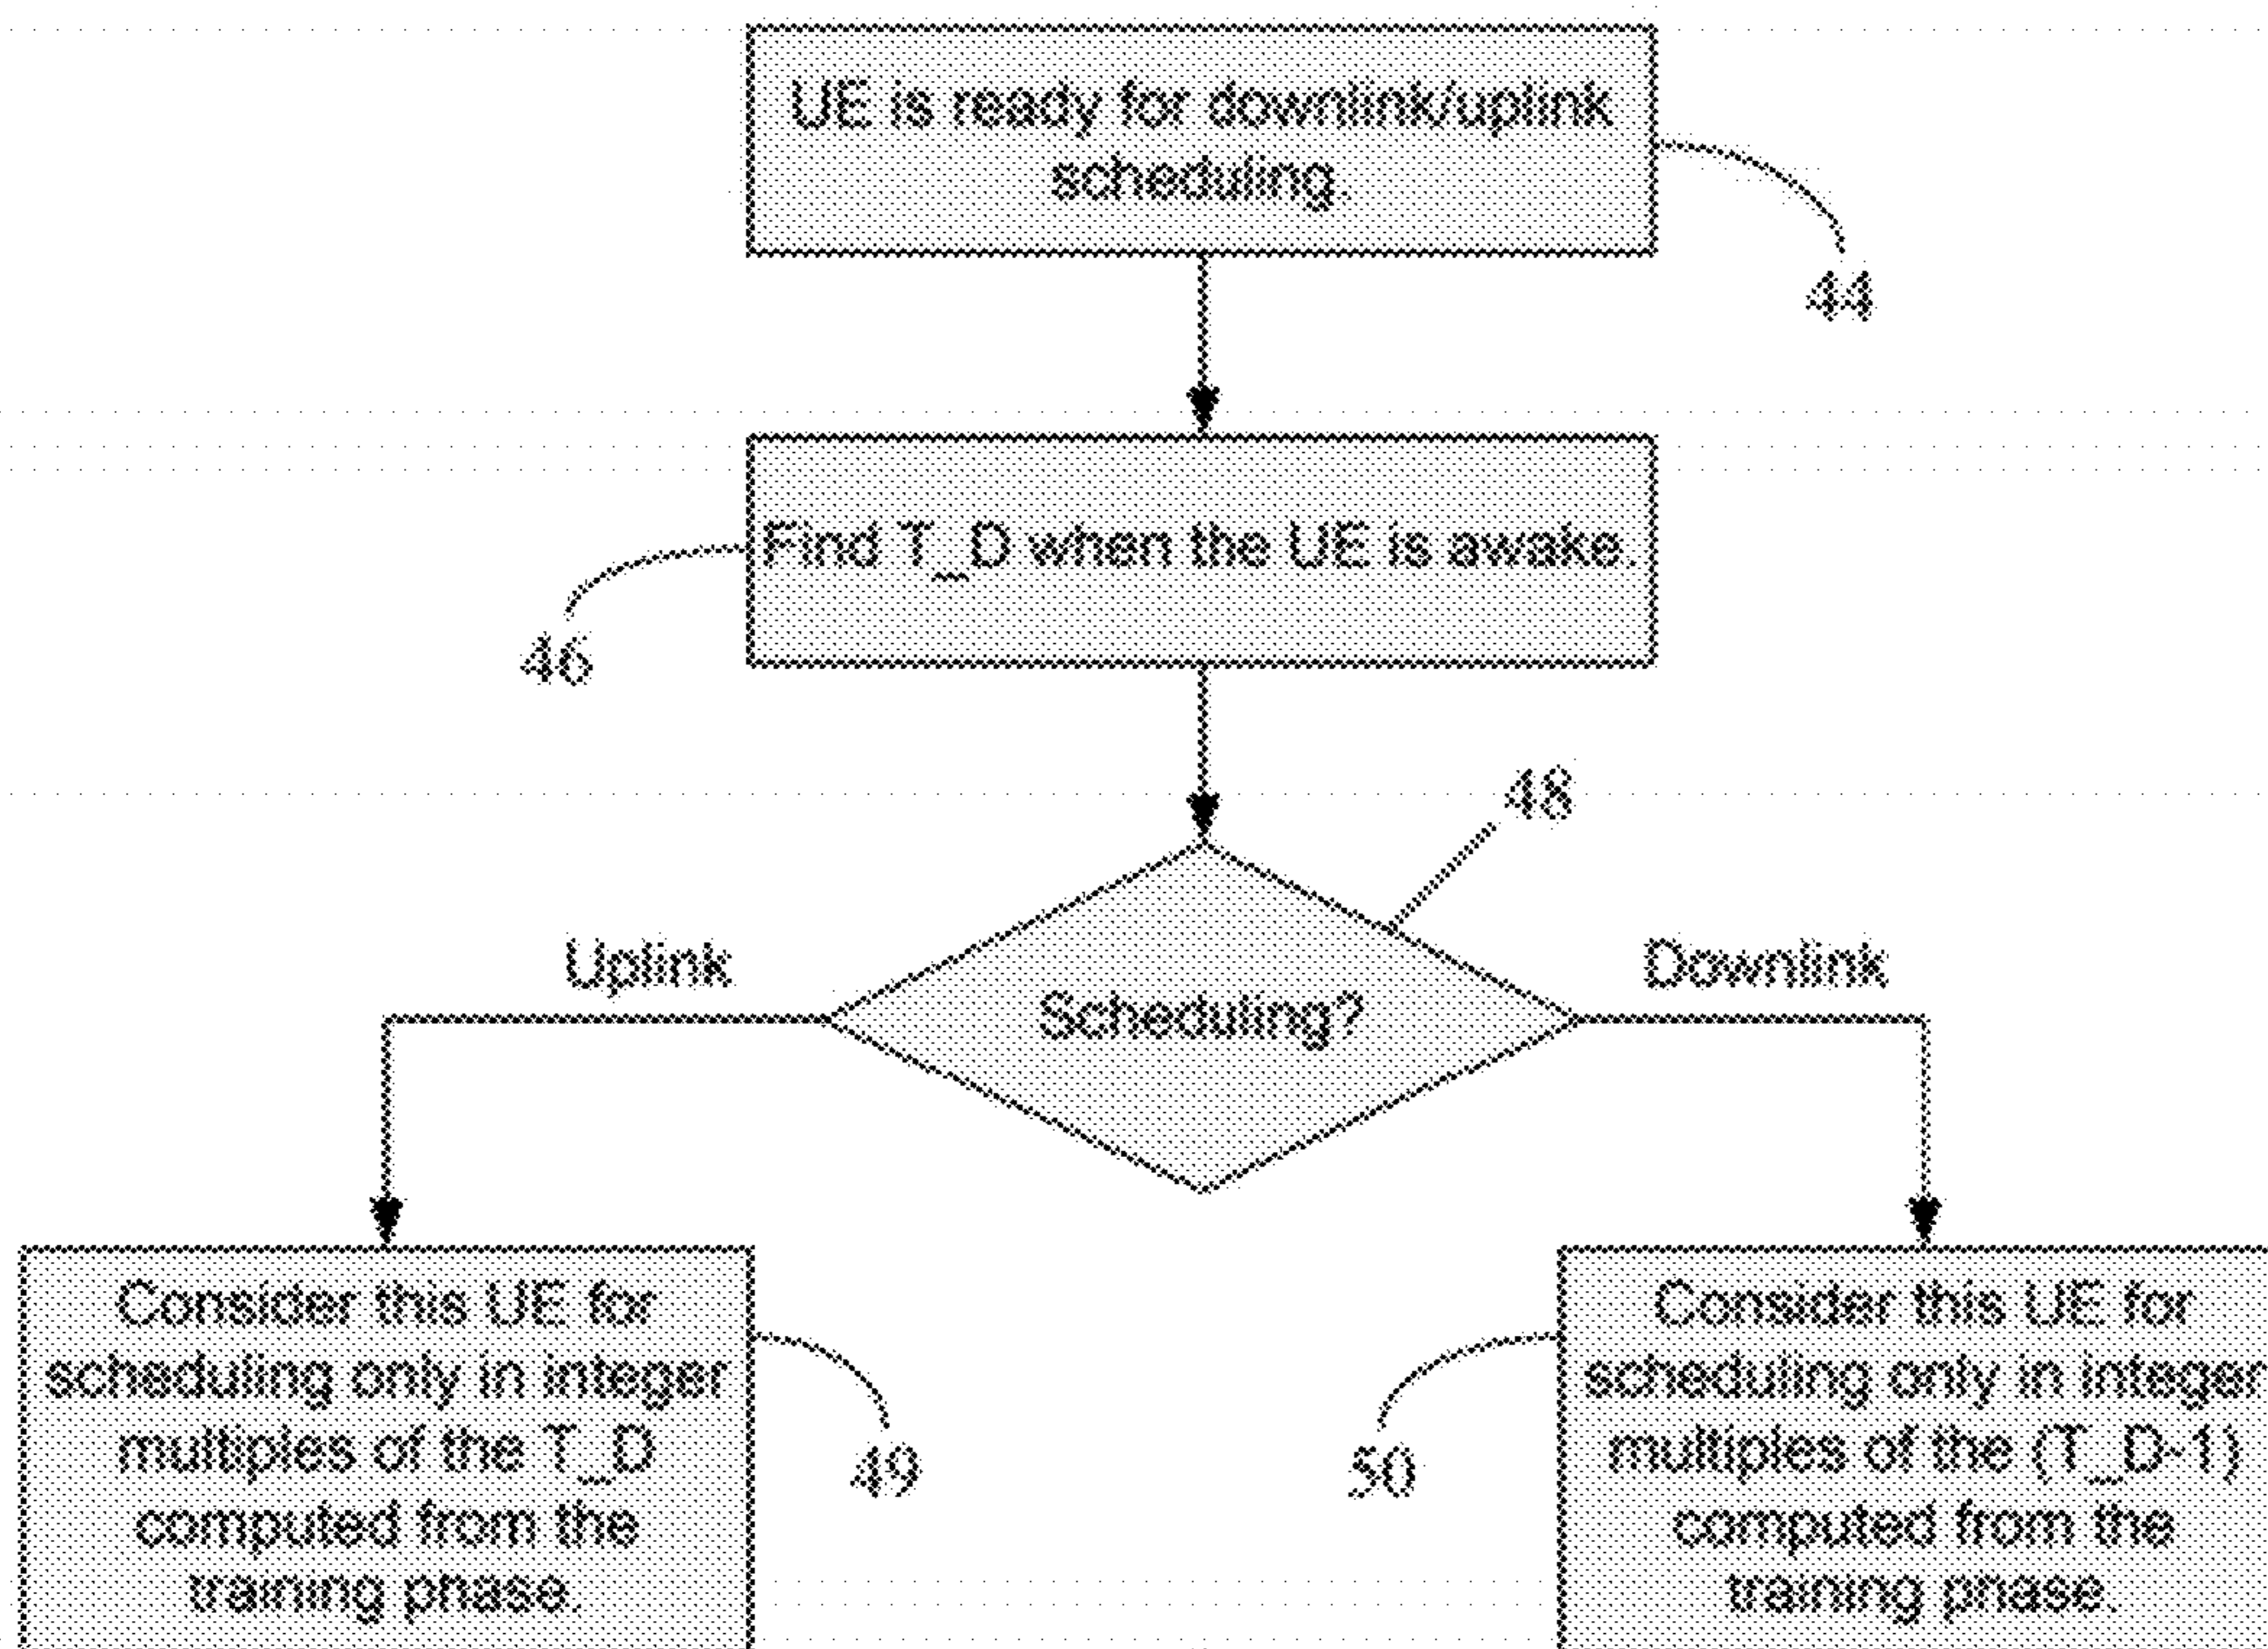 UE is ready for downlink/uplink
scheduling.
44
Find T_D when the UE is awake.
46
48
Uplink
Downlink
Scheduling?
Consider this UE for
scheduling only in integer
multiples of the T_D
computed from the
training phase.
49
50
Consider this UE for
scheduling only in integer
multiples of the (T_D-1)
computed from the
training phase.